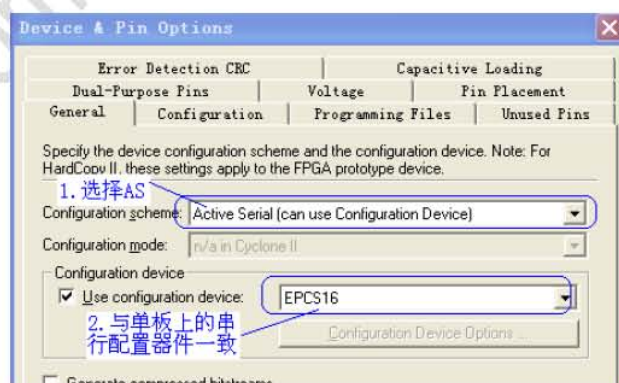 Device & Pin Options
Error Detection CRC
Capacitive Loading
Dual-Purpose Pins
Voltage
Pin Placement
General
Configuration
Programming Files
Unused Pins
Specify the device configuration scheme and the configuration device. Note: For
HardCopy II, these settings apply to the FPGA prototype device.
1.选择AS
Configuration scheme: Active Serial (can use Configuration Device)
Configuration mode: n/a in Cyclone II
Configuration device
Use configuration device: EPCS16
2.与单板上的串
行配置器件一致
Configuration Device Options ...
Generate compressed bitstreams